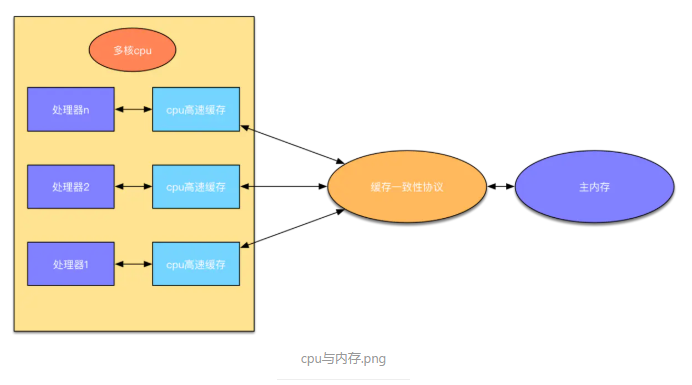 多核cpu
处理器n
cpu高速缓存
处理器2
cpu高速缓存
缓存一致性协议
主内存
处理器1
cpu高速缓存
cpu与内存.png